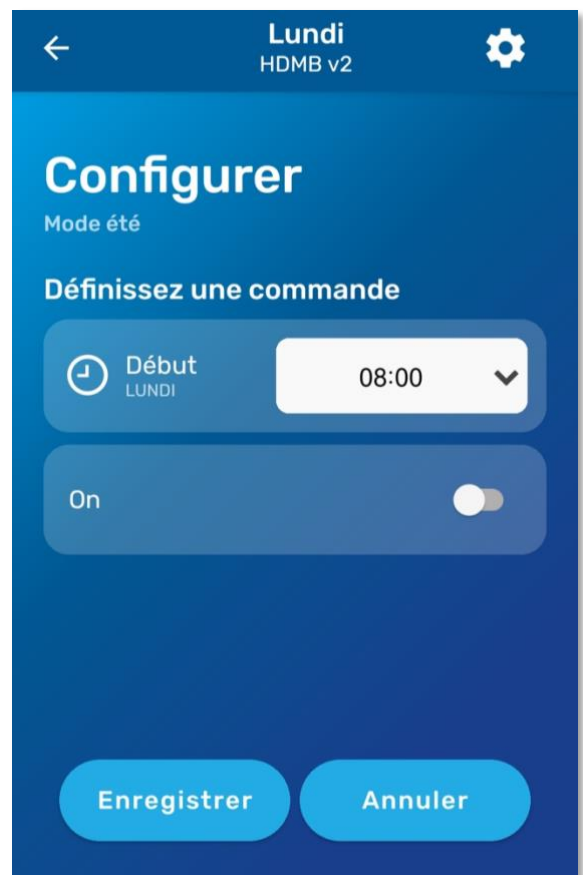 Lundi
HDMB v2
Configurer
Mode été
Définissez une commande
Début
LUNDI
08:00
On
Enregistrer
Annuler